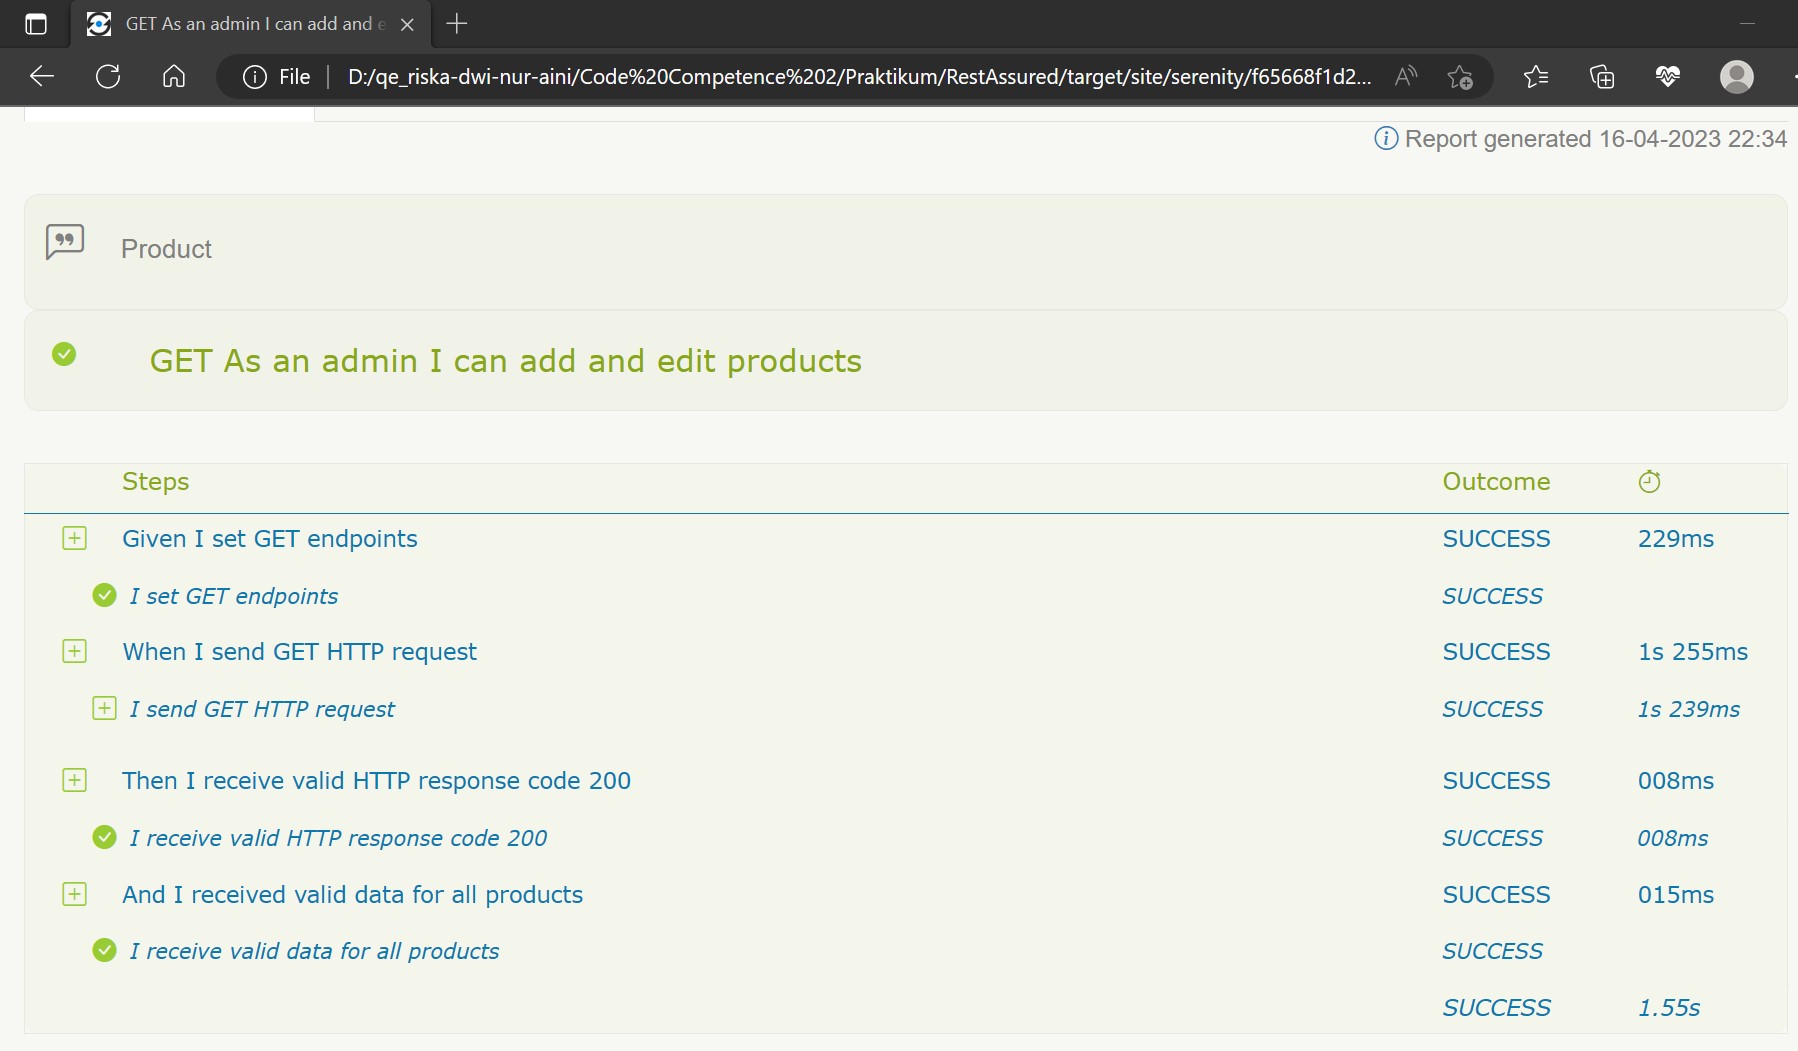 GET As an admin I can add and e
File D:/qe_riska-dwi-nur-aini/Code%20Competence%202/Praktikum/RestAssured/target/site/serenity/f65668f1d2...
Report generated 16-04-2023 22:34
Product
GET As an admin I can add and edit products
Steps Outcome
Given I set GET endpoints SUCCESS 229ms
I set GET endpoints SUCCESS
When I send GET HTTP request SUCCESS 1s 255ms
I send GET HTTP request SUCCESS 1s 239ms
Then I receive valid HTTP response code 200 SUCCESS 008ms
I receive valid HTTP response code 200 SUCCESS 008ms
And I received valid data for all products SUCCESS 015ms
I receive valid data for all products SUCCESS
SUCCESS 1.55s